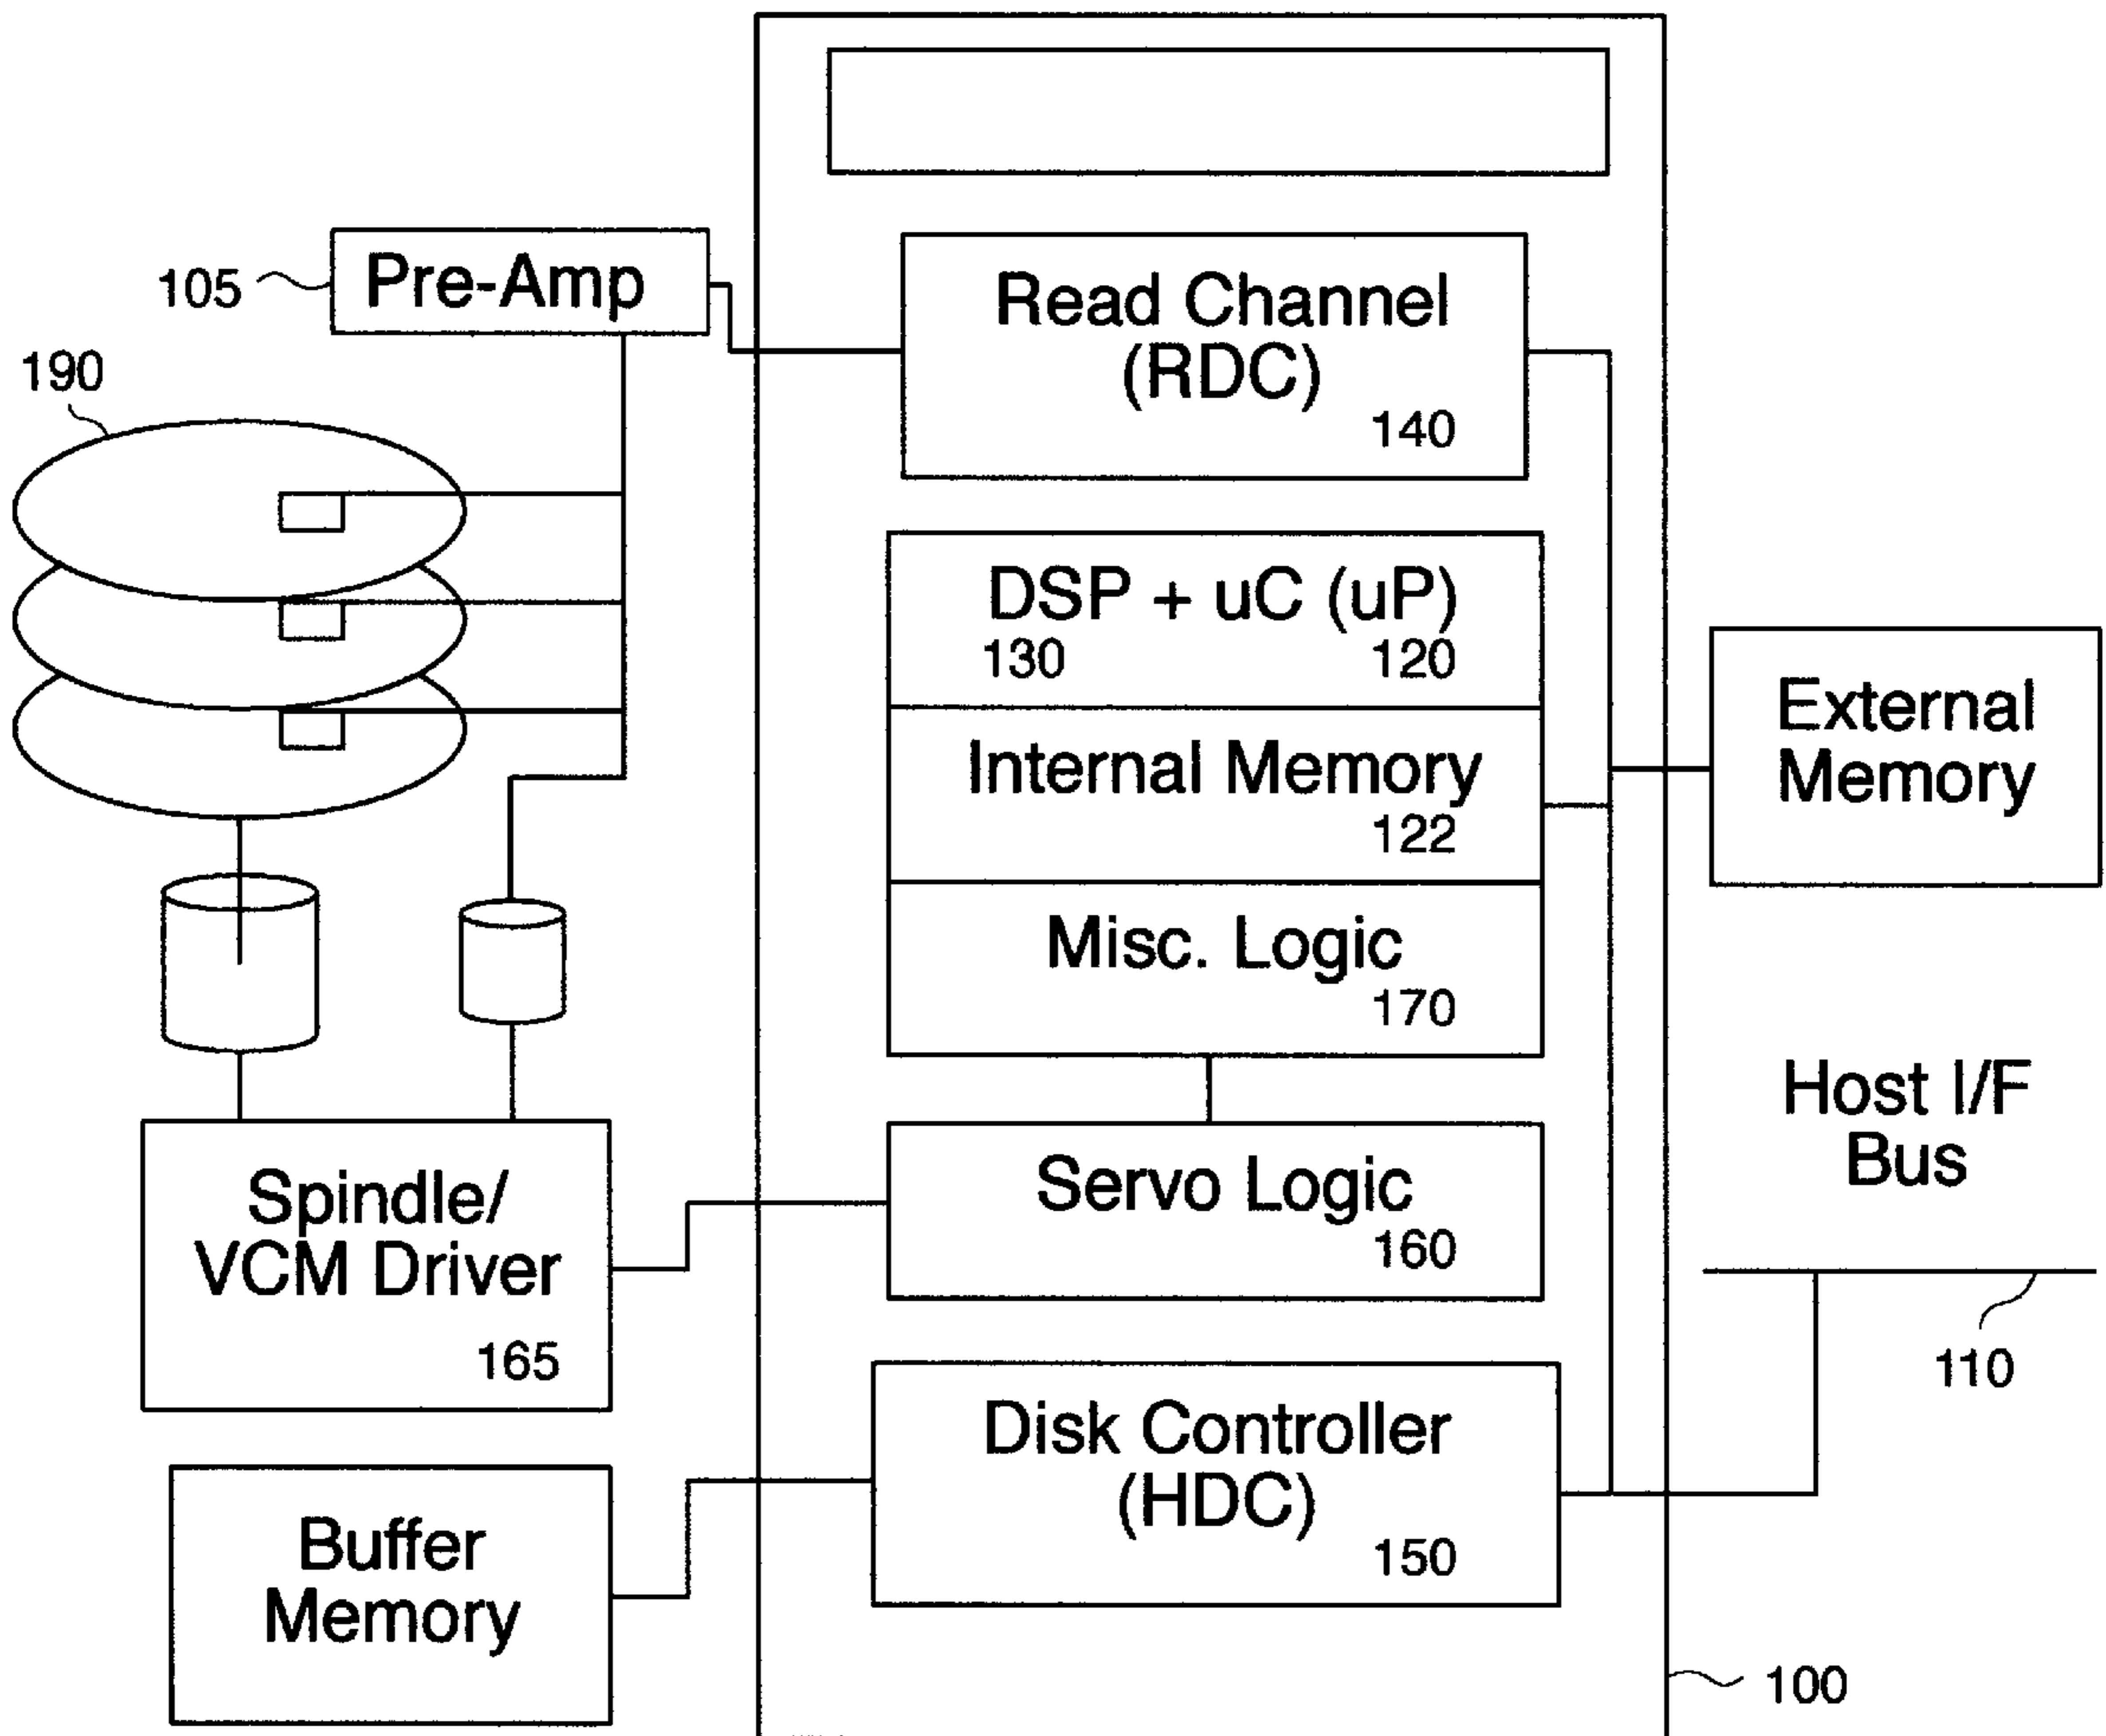 105
Pre-Amp
190
Read Channel
(RDC)
140
DSP + uC (uP)
130 120
Internal Memory
122
Misc. Logic
170
External
Memory
Spindle/
VCM Driver
165
Servo Logic
160
Host I/F
Bus
110
Buffer
Memory
Disk Controller
(HDC)
150
100